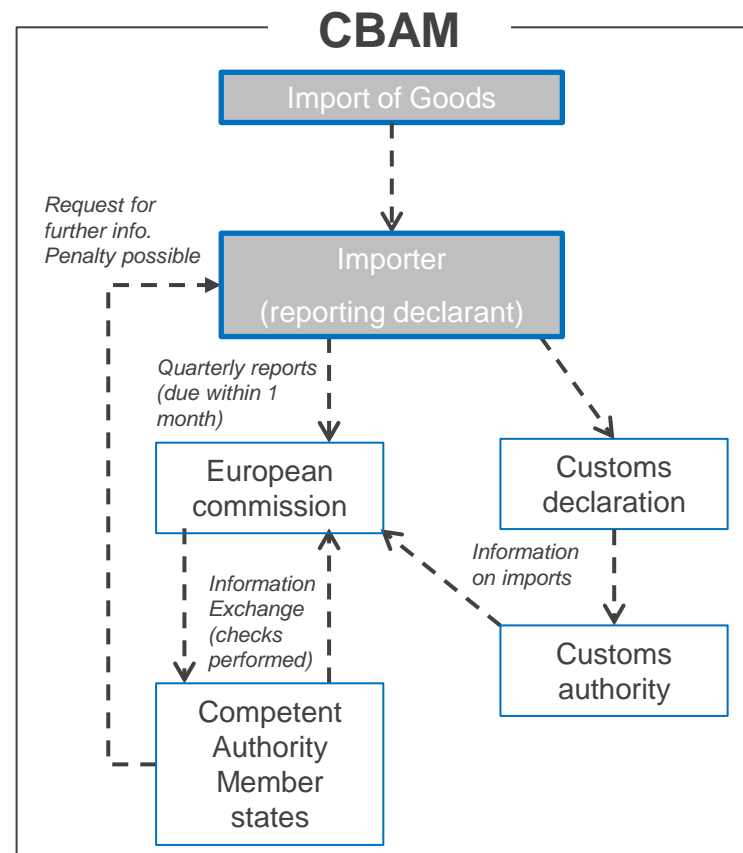 CBAM
Import of Goods
Request for
further info.
Penalty possible
Importer
(reporting declarant)
Quarterly reports
(due within 1
month)
European
commission
Customs
declaration
Information
on imports
Information
Exchange
(checks
performed)
Customs
authority
Competent
Authority
Member
states